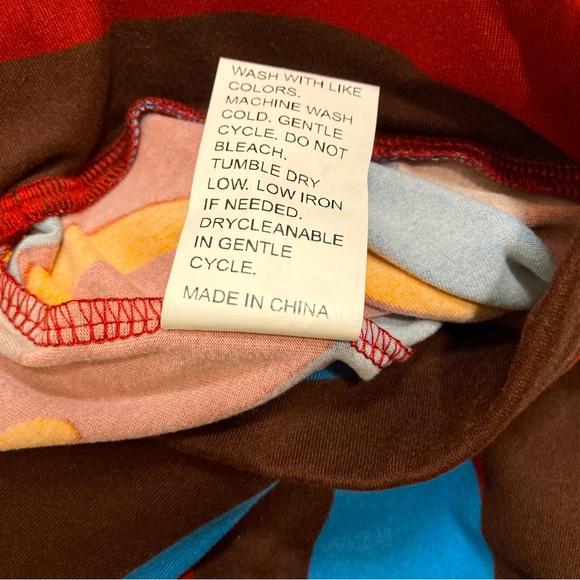 WASH WITH LIKE
COLORS.
MACHINE WASH
COLD. GENTLE
CYCLE. DO NOT
BLEACH.
TUMBLE DRY
LOW. LOW IRON
IF NEEDED.
DRYCLEANABLE
IN GENTLE
CYCLE.
MADE IN CHINA